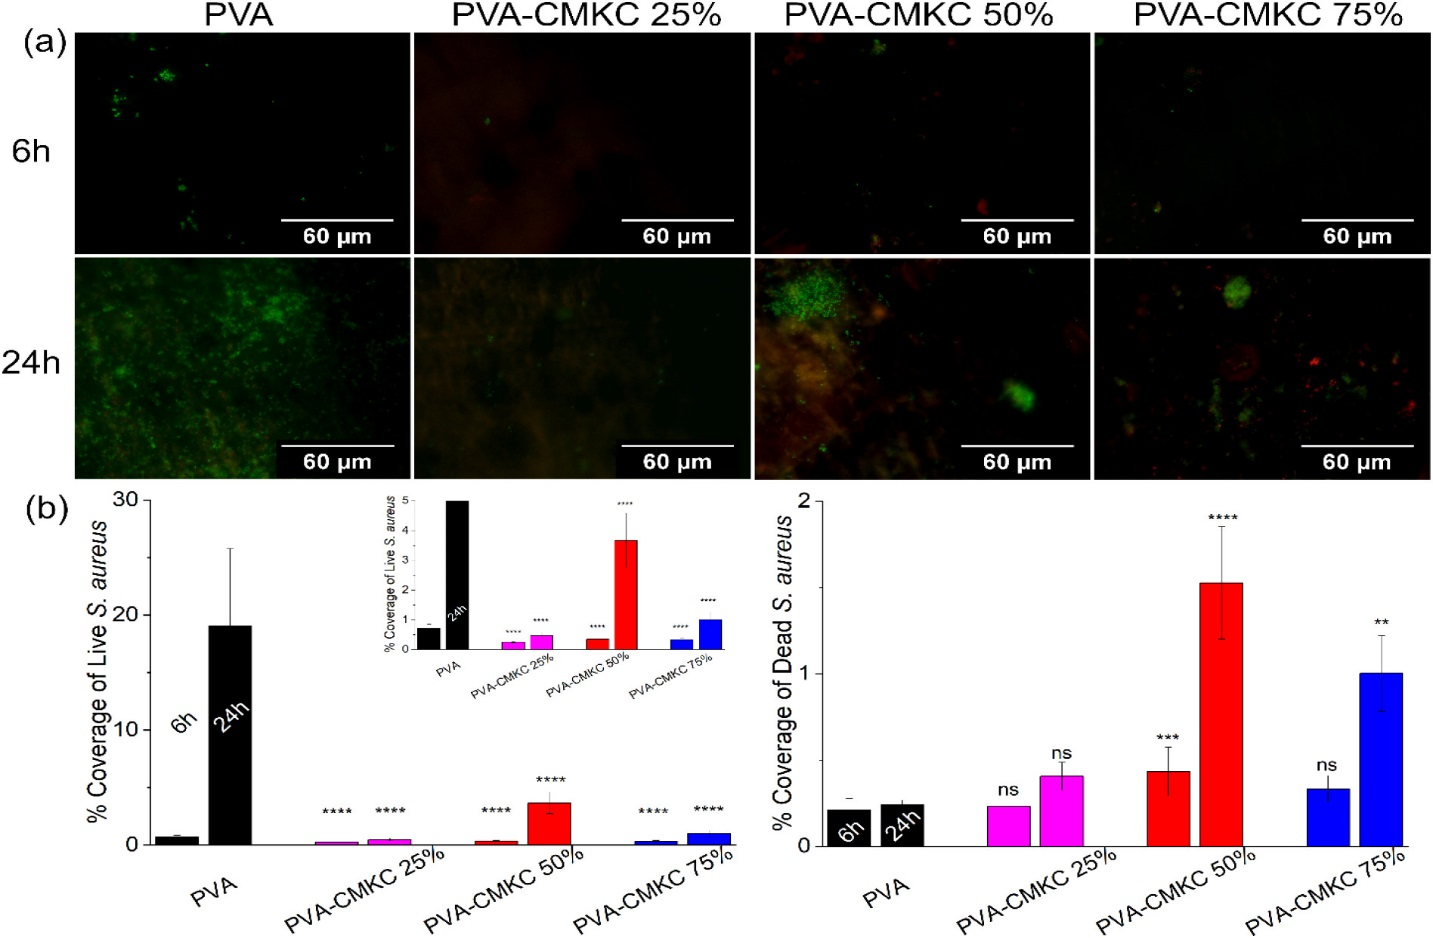 PVA PVA-CMKC 25% PVA-CMKC 50% PVA-CMKC 75%
(a)
6h
60 µm 60 µm 60 µm 60 µm
24h
60 µm 60 µm 60 µm 60 µm
(b)
% Coverage of Live S. aureus
30
20
10
0
6h
24h
**** **** **** **** **** ****
PVA PVA-CMKC 25% PVA-CMKC 50% PVA-CMKC 75%
% Coverage of Live S. aureus
5
4
3
2
1
0
24h
**** **** **** **** **** ****
PVA PVA-CMKC 25% PVA-CMKC 50% PVA-CMKC 75%
% Coverage of Dead S. aureus
2
1
0
6h
24h
ns ns *** **** ns **
PVA PVA-CMKC 25% PVA-CMKC 50% PVA-CMKC 75%